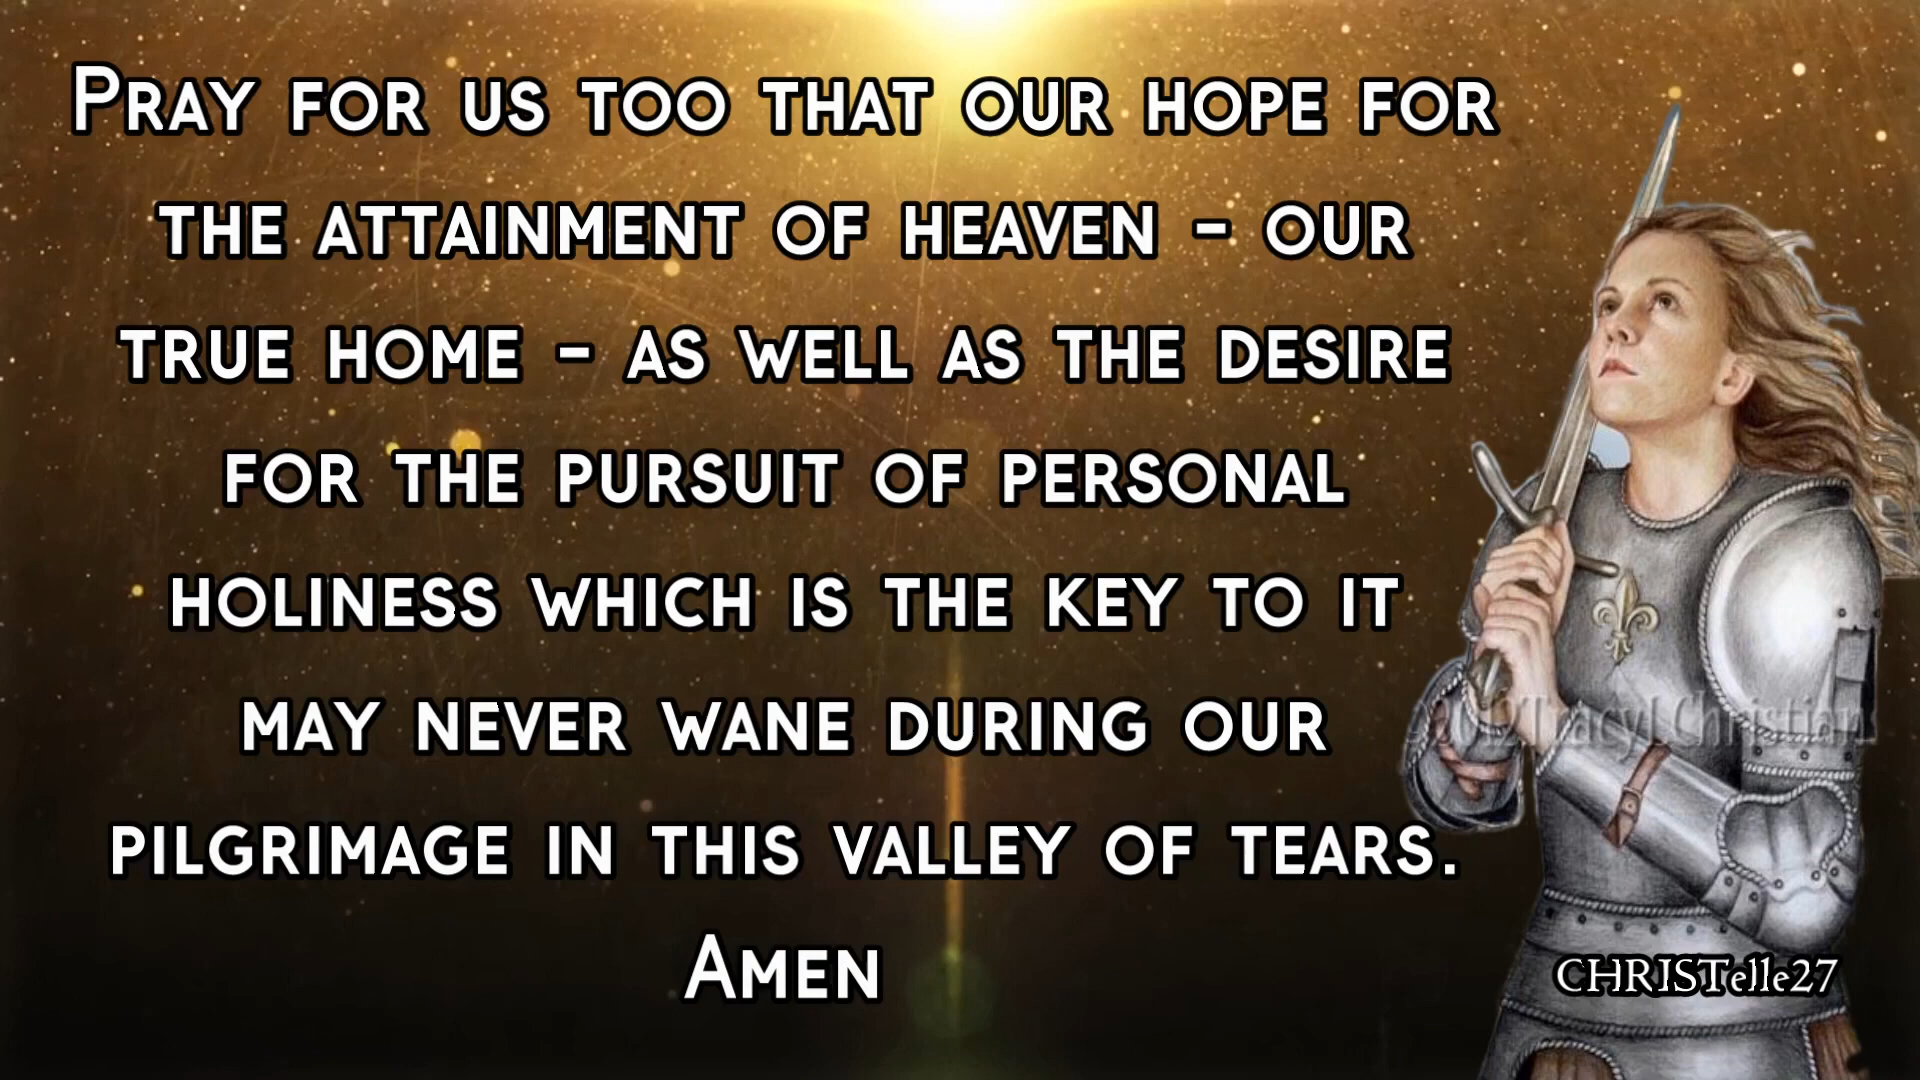 Pray for us too that our hope for
the attainment of heaven - our
true home - as well as the desire
for the pursuit of personal
holiness which is the key to it
may never wane during our
pilgrimage in this valley of tears.
Amen
2012TracyLChristian
CHRISTelle27